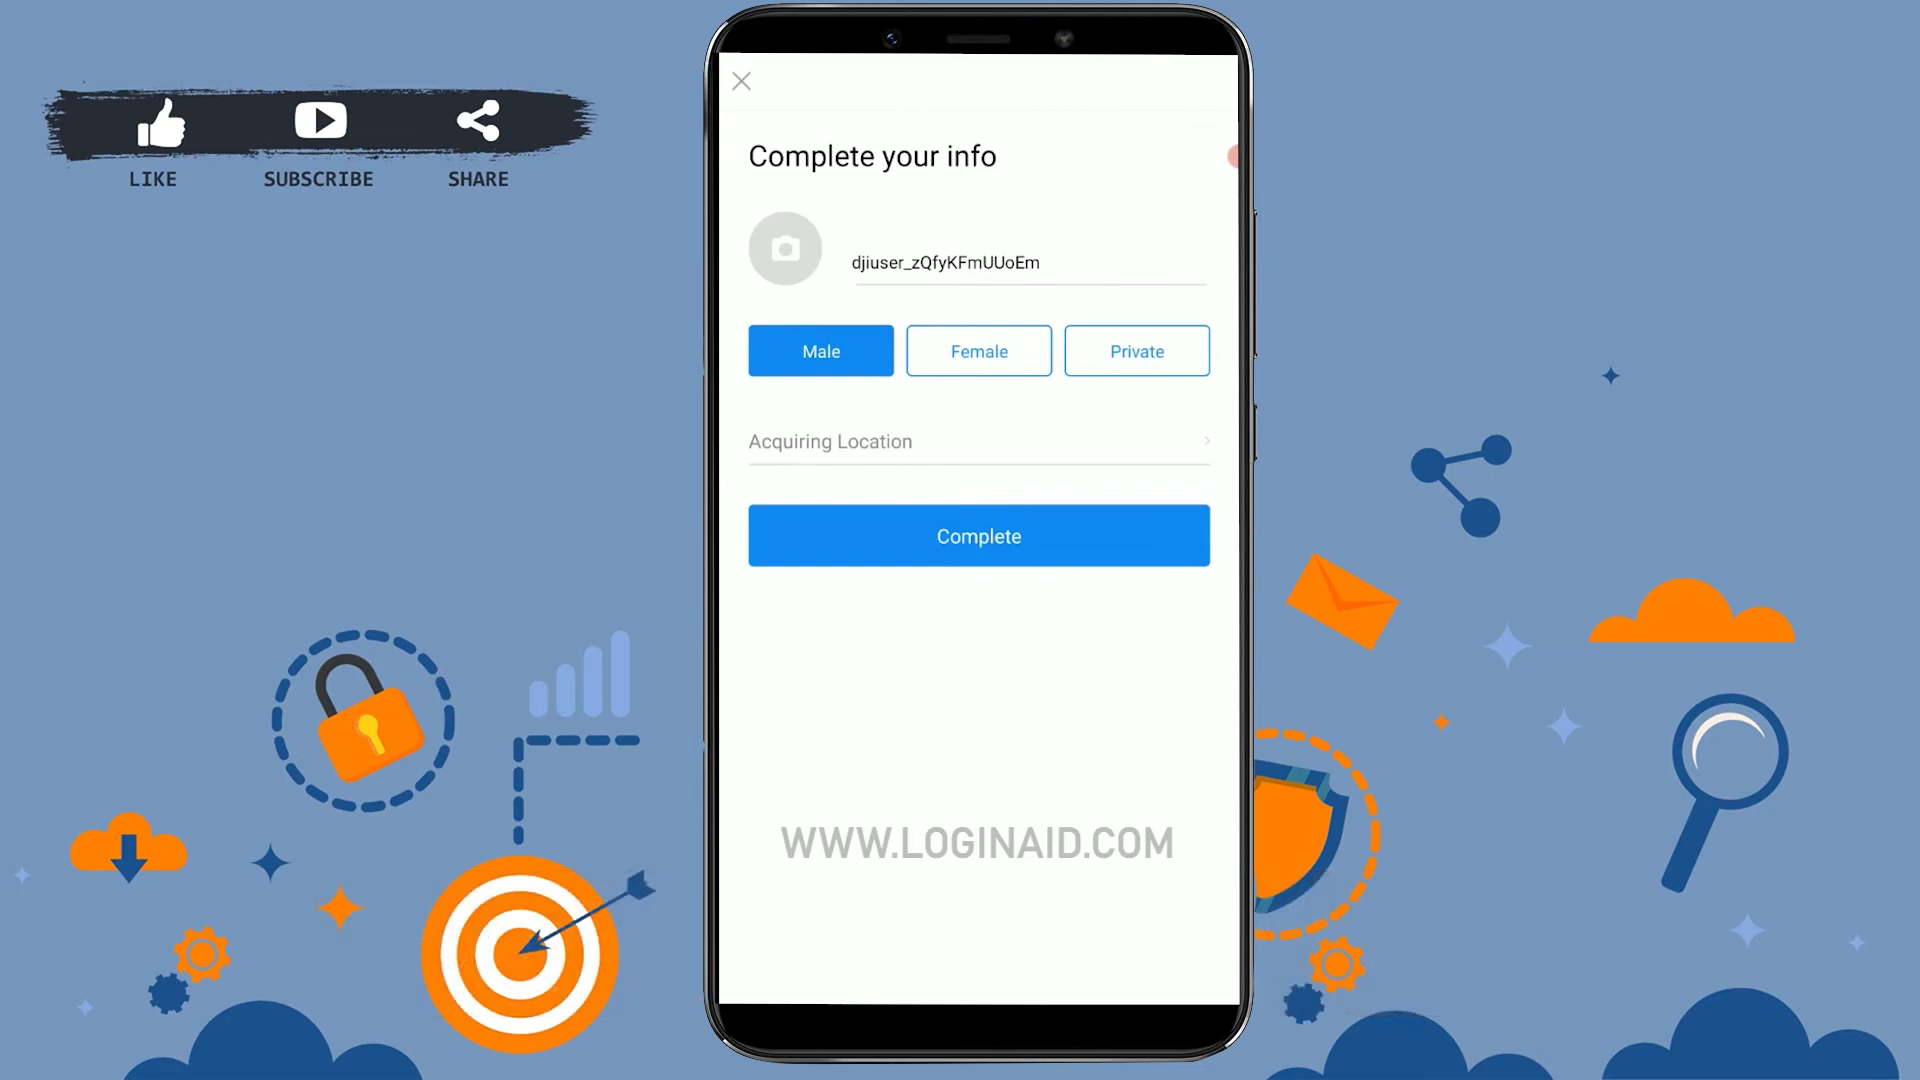 LIKE SUBSCRIBE SHARE
Complete your info
djiuser_zQfyKFmUUoEm
Male Female Private
Acquiring Location
Complete
WWW.LOGINAID.COM